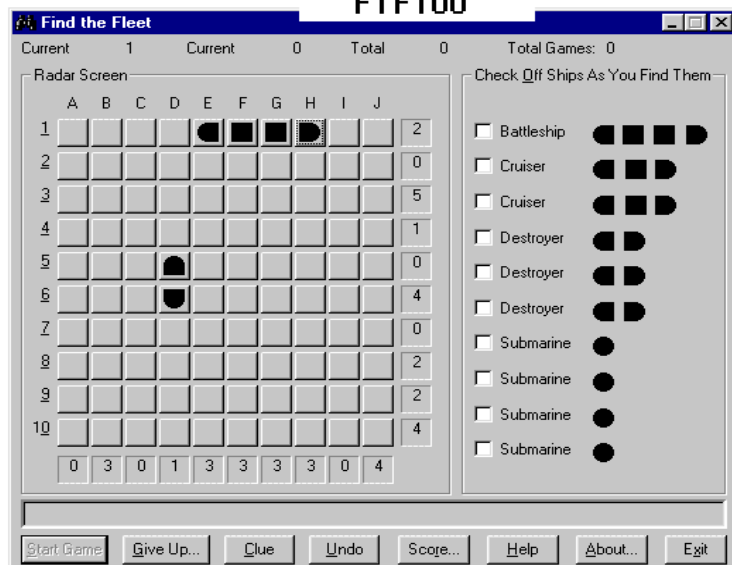 FTF100
Find the Fleet
Current 1 Current 0 Total 0 Total Games: 0
Radar Screen
A B C D E F G H I J
1 2
2 0
3 5
4 1
5 0
6 4
7 0
8 2
9 2
10 4
0 3 0 1 3 3 3 3 0 4
Check Off Ships As You Find Them
Battleship
Cruiser
Cruiser
Destroyer
Destroyer
Destroyer
Submarine
Submarine
Submarine
Submarine
Start Game Give Up... Clue Undo Score... Help About... Exit